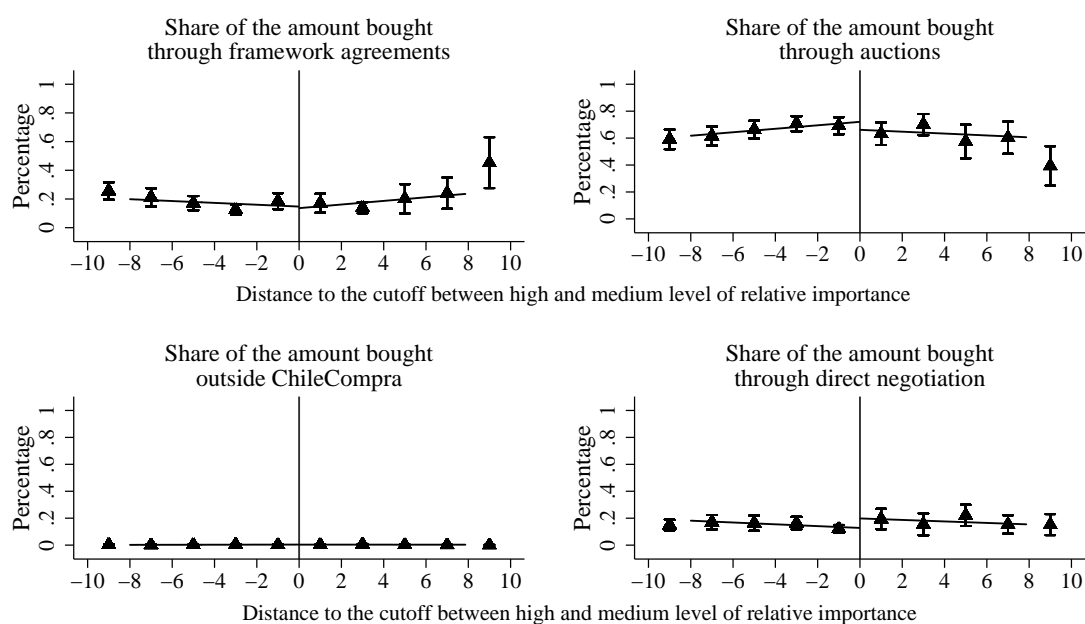 Share of the amount bought
through framework agreements
Percentage
0 .2 .4 .6 .8 1
−10 −8 −6 −4 −2 0 2 4 6 8 10
Share of the amount bought
through auctions
Percentage
0 .2 .4 .6 .8 1
−10 −8 −6 −4 −2 0 2 4 6 8 10
Distance to the cutoff between high and medium level of relative importance
Share of the amount bought
outside ChileCompra
Percentage
0 .2 .4 .6 .8 1
−10 −8 −6 −4 −2 0 2 4 6 8 10
Share of the amount bought
through direct negotiation
Percentage
0 .2 .4 .6 .8 1
−10 −8 −6 −4 −2 0 2 4 6 8 10
Distance to the cutoff between high and medium level of relative importance